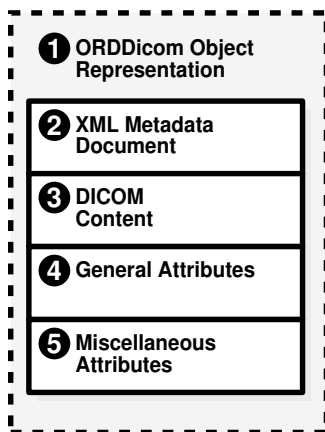 1 ORDDicom Object
Representation
2 XML Metadata
Document
3 DICOM
Content
4 General Attributes
5 Miscellaneous
Attributes